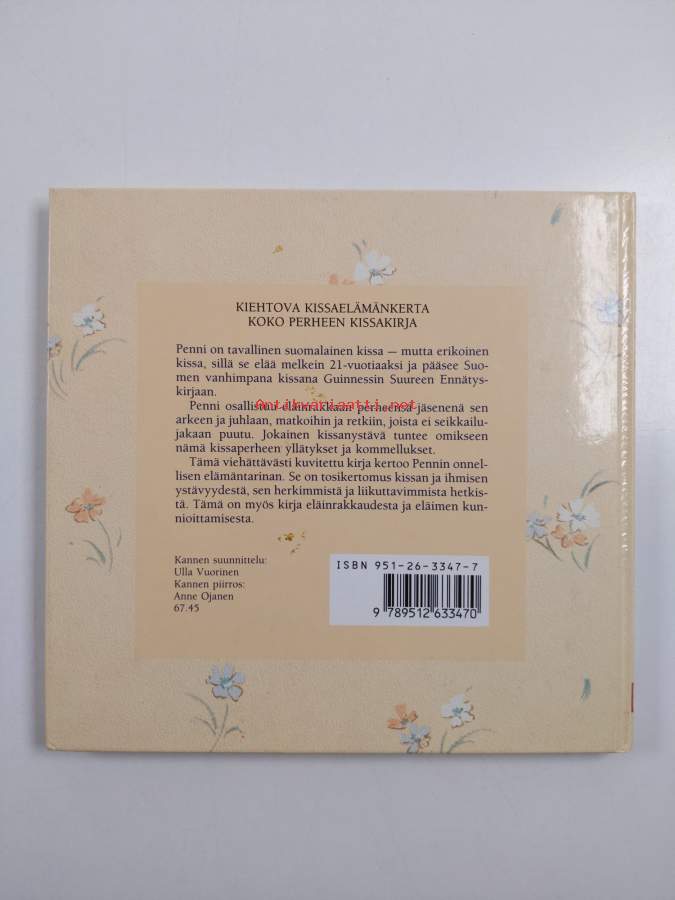 KIEHTOVA KISSAELÄMÄNKERTA
KOKO PERHEEN KISSAKIRJA
Penni on tavallinen suomalainen kissa — mutta erikoinen
kissa, sillä se elää melkein 21-vuotiaaksi ja pääsee Suo-
men vanhimpana kissana Guinnessin Suureen Ennätys-
kirjaan.
Antikvariaatti.net
Penni osallistuu eläinrakkaan perheensä jäsenenä sen
arkeen ja juhlaan, matkoihin ja retkiin, joista ei seikkailu-
jakaan puutu. Jokainen kissanystävä tuntee omikseen
nämä kissaperheen yllätykset ja kommellukset.
Tämä viehättävästi kuvitettu kirja kertoo Pennin onnel-
lisen elämäntarinan. Se on tosikertomus kissan ja ihmisen
ystävyydestä, sen herkimmistä ja liikuttavimmista hetkis-
tä. Tämä on myös kirja eläinrakkaudesta ja eläimen kun-
nioittamisesta.
Kannen suunnittelu:
Ulla Vuorinen
Kannen piirros:
Anne Ojanen
67.45
ISBN 951-26-3347-7
9 789512 633470